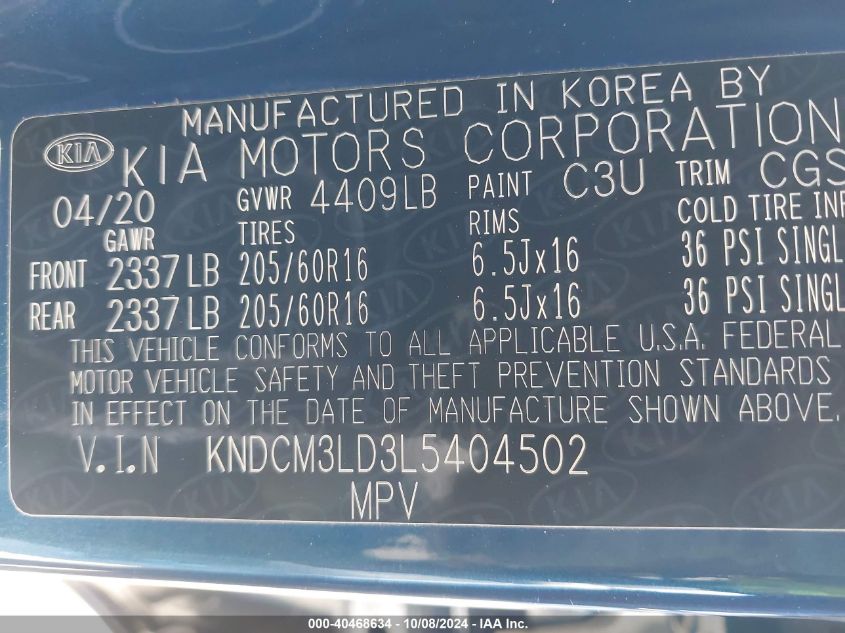 MANUFACTURED IN KOREA BY
KIA KIA MOTORS CORPORATION
04/20 GVWR 4409LB PAINT C3U TRIM CGS
GAWR TIRES RIMS COLD TIRE INF
FRONT 2337LB 205/60R16 6.5Jx16 36 PSI SINGL
REAR 2337LB 205/60R16 6.5Jx16 36 PSI SINGL
THIS VEHICLE CONFORMS TO ALL APPLICABLE U.S.A. FEDERAL
MOTOR VEHICLE SAFETY AND THEFT PREVENTION STANDARDS
IN EFFECT ON THE DATE OF MANUFACTURE SHOWN ABOVE.
V.I.N KNDCM3LD3L5404502
MPV
000-40468634 - 10/08/2024 - IAA Inc.